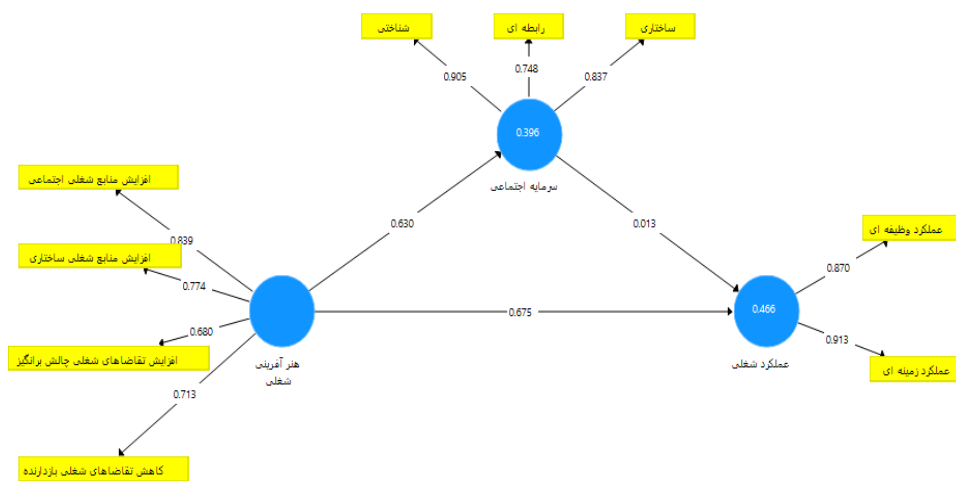 شناختی
رابطه ای
ساختاری
0.905
0.748
0.837
0.396
سرمایه اجتماعی
افزایش منابع شغلی اجتماعی
0.839
0.630
0.013
عملکرد وظیفه ای
افزایش منابع شغلی ساختاری
0.774
0.870
0.675
0.466
0.680
افزایش تقاضاهای شغلی چالش برانگیز
0.913
هنر آفرینی
شغلی
عملکرد شغلی
عملکرد زمینه ای
0.713
کاهش تقاضاهای شغلی بازدارنده